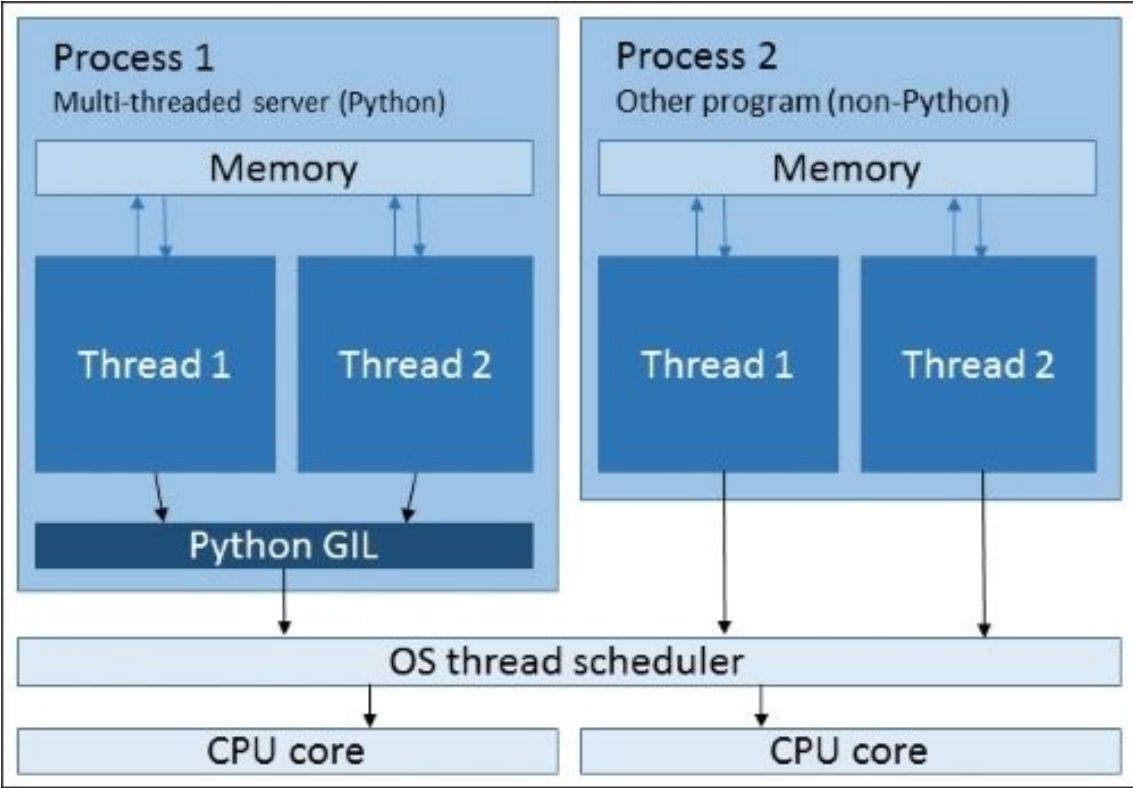 Process 1
Multi-threaded server (Python)
Memory
Thread 1
Thread 2
Python GIL
Process 2
Other program (non-Python)
Memory
Thread 1
Thread 2
OS thread scheduler
CPU core
CPU core